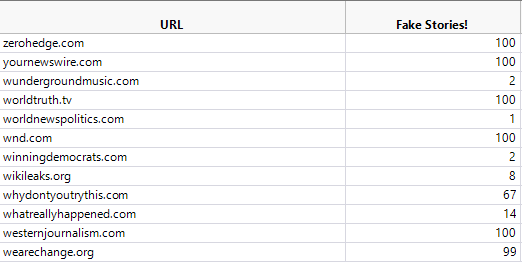 URL Fake Stories!
zerohedge.com 100
yournewswire.com 100
wundergroundmusic.com 2
worldtruth.tv 100
worldnewspolitics.com 1
wnd.com 100
winningdemocrats.com 2
wikileaks.org 8
whydontyoutrythis.com 67
whatreallyhappened.com 14
westernjournalism.com 100
wearechange.org 99